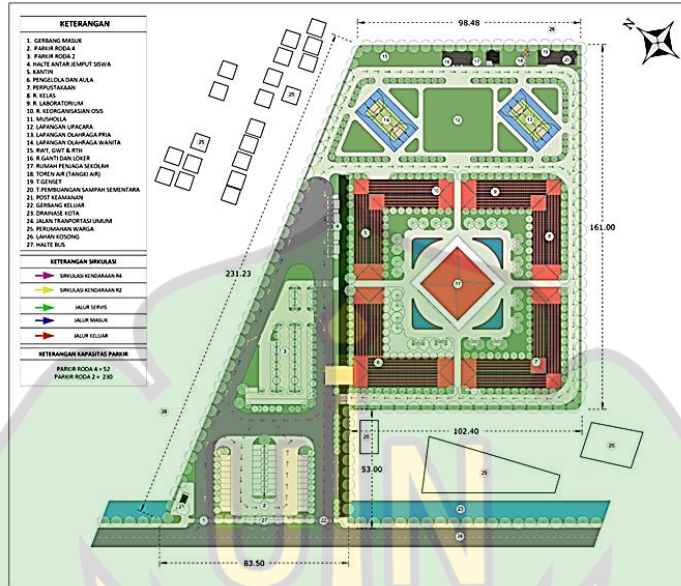 KETERANGAN
1. GERBANG MASUK
2. PARKIR RODA 4
3. PARKIR RODA 2
4. HALTE ANTAR JEMPUT SISWA
5. KANTIN
6. PENGELOLA DAN AULA
7. PERPUSTAKAAN
8. R. KELAS
9. R. LABORATORIUM
10. R. KEORGANISASIAN OSIS
11. MUSHOLLA
12. LAPANGAN UPACARA
13. LAPANGAN OLAHRAGA PRIA
14. LAPANGAN OLAHRAGA WANITA
15. RWT, GWT & RTH
16. R.GANTI DAN LOKER
17. RUMAH PENJAGA SEKOLAH
18. TOREN AIR (TANGKI AIR)
19. T.GENSET
20. T.PEMBUANGAN SAMPAH SEMENTARA
21. POST KEAMANAN
22. GERBANG KELUAR
23. DRAINASE KOTA
24. JALAN TRANPORTASI UMUM
25. PERUMAHAN WARGA
26. LAHAN KOSONG
27. HALTE BUS
KETERANGAN SIRKULASI
SIRKULASI KENDARAAN R4
SIRKULASI KENDARAAN R2
JALUR SERVIS
JALUR MASUK
JALUR KELUAR
KETERANGAN KAPASITAS PARKIR
PARKIR RODA 4 = 52
PARKIR RODA 2 = 230
98.48
N
161.00
231.23
102.40
53.00
83.50
UIN